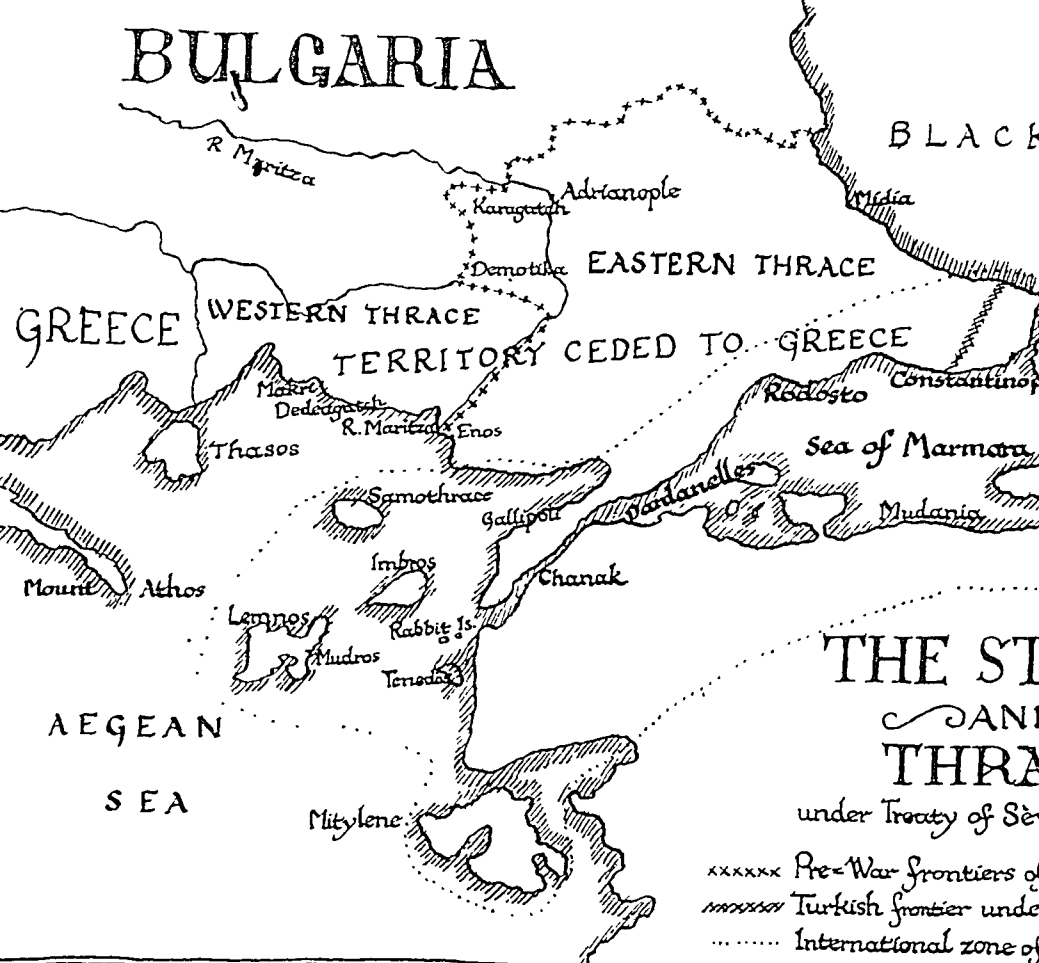 BULGARIA
BLACK
R Maritza
Adrianople
Midia
Karagatch
Demotika
EASTERN THRACE
GREECE
WESTERN THRACE
TERRITORY CEDED TO GREECE
Makri
Dedeagatch
R. Maritza
Enos
Rodosto
Constantinop
Thasos
Sea of Marmora
Samothrace
Gallipoli
Dardanelles
Mudania
Imbros
Chanak
Mount Athos
Lemnos
Rabbit Is.
Mudros
Tenedos
AEGEAN
SEA
Mitylene
THE ST
AND
THRA
under Treaty of Sè
Pre=War frontiers of
Turkish frontier unde
International zone of